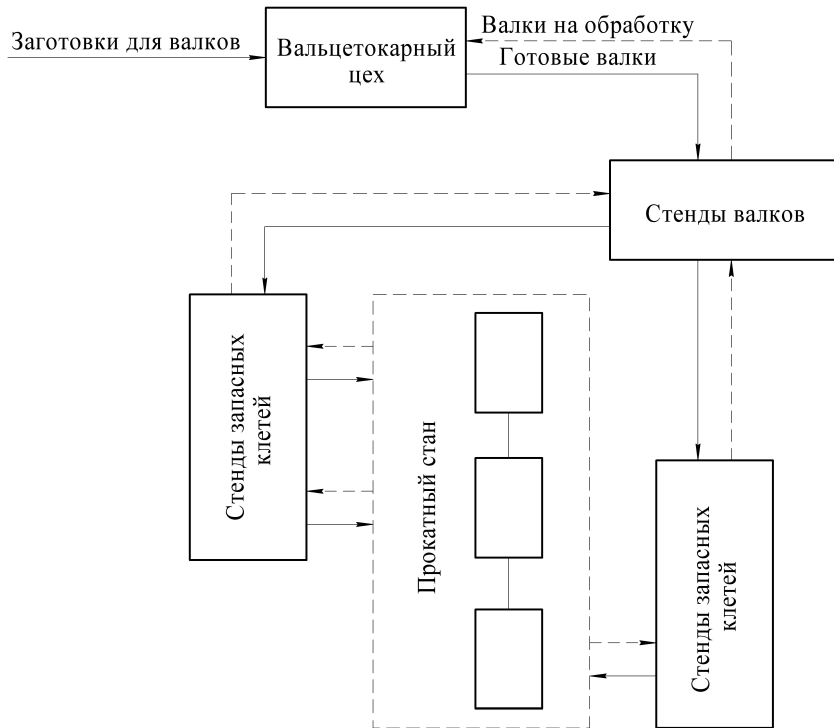 Валки на обработку
Заготовки для валков
Вальцетокарный
цех
Готовые валки
Стенды валков
Стенды запасных
клетей
Прокатный стан
Стенды запасных
клетей